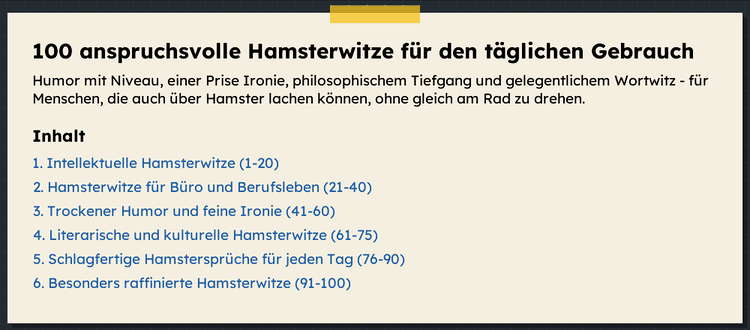 100 anspruchsvolle Hamsterwitze für den täglichen Gebrauch
Humor mit Niveau, einer Prise Ironie, philosophischem Tiefgang und gelegentlichem Wortwitz - für
Menschen, die auch über Hamster lachen können, ohne gleich am Rad zu drehen.
Inhalt
1. Intellektuelle Hamsterwitze (1-20)
2. Hamsterwitze für Büro und Berufsleben (21-40)
3. Trockener Humor und feine Ironie (41-60)
4. Literarische und kulturelle Hamsterwitze (61-75)
5. Schlagfertige Hamstersprüche für jeden Tag (76-90)
6. Besonders raffinierte Hamsterwitze (91-100)